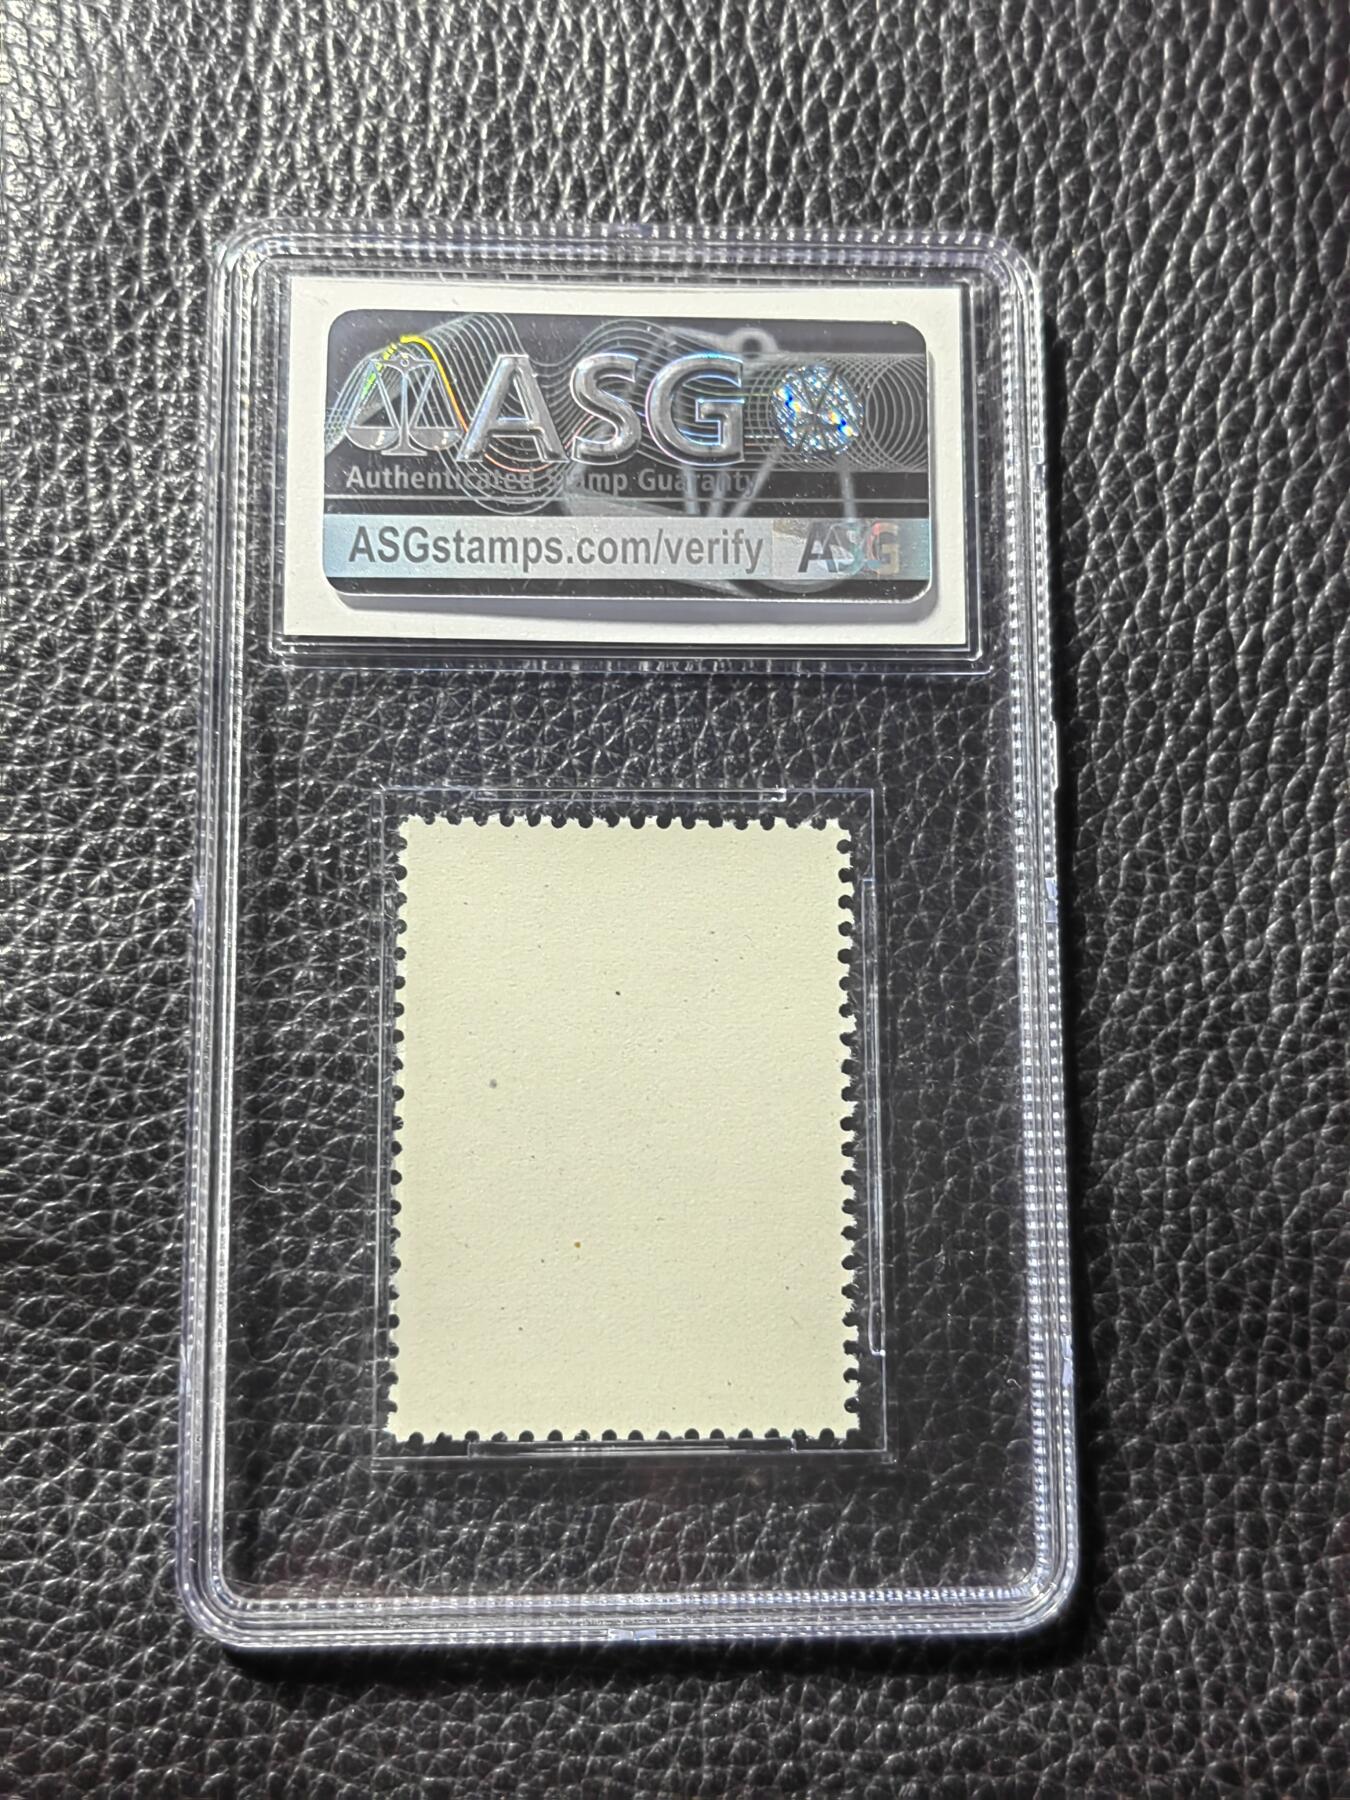 ASG
Authenticated Stamp Guaranty
ASGstamps.com/verify ASG